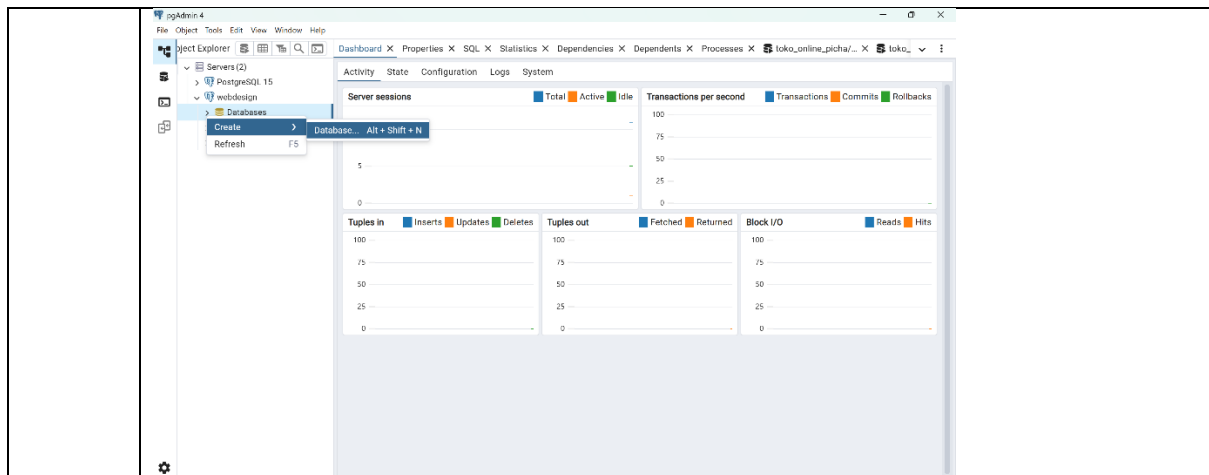 pgAdmin 4
File Object Tools Edit View Window Help
bject Explorer
Dashboard Properties SQL Statistics Dependencies Dependents Processes toko_online_picha/... toko_
Servers (2)
PostgreSQL 15
webdesign
Databases
Create
Refresh F5
Database... Alt + Shift + N
Activity State Configuration Logs System
Server sessions Total Active Idle
5
0
Transactions per second Transactions Commits Rollbacks
100
75
50
25
0
Tuples in Inserts Updates Deletes
100
75
50
25
0
Tuples out Fetched Returned
100
75
50
25
0
Block I/O Reads Hits
100
75
50
25
0